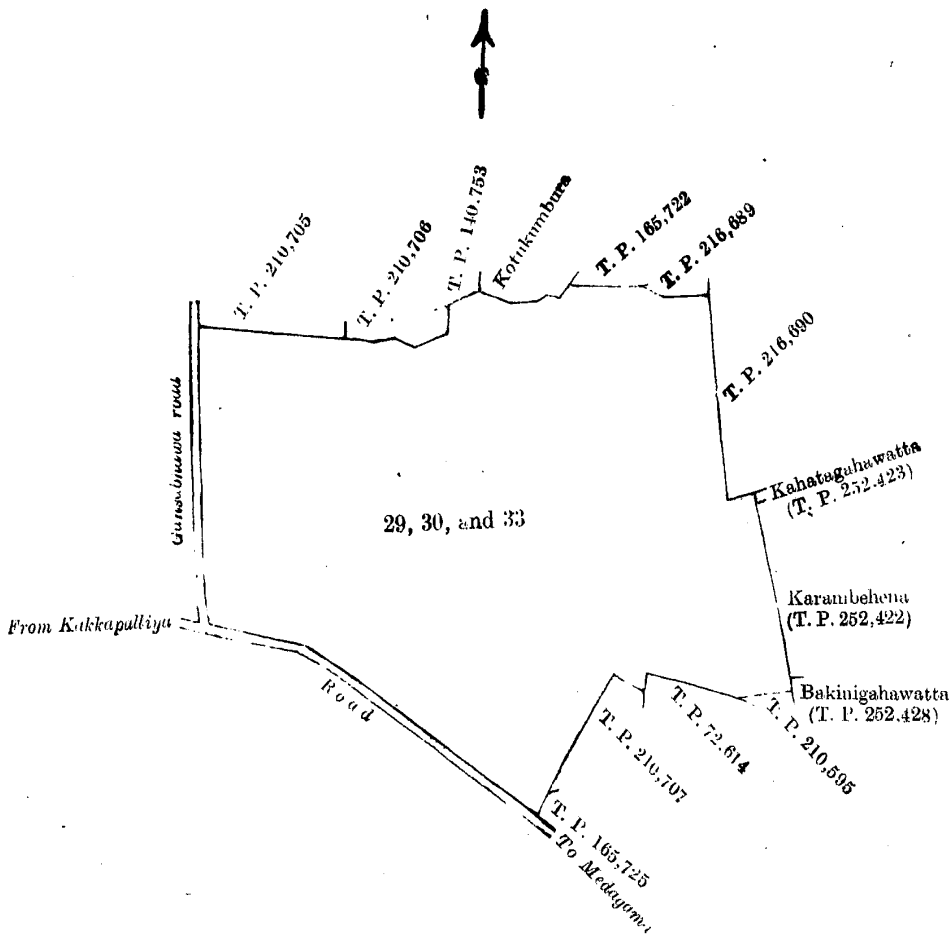 T. P. 210,705
T. P. 210,706
T. P. 140,753
Kotukumbura
T. P. 165,722
T. P. 216,689
T. P. 216,690
Kahatagahawatta
(T. P. 252,423)
Karambehena
(T. P. 252,422)
Bakinigahawatta
(T. P. 252,428)
T. P. 210,595
T. P. 72,614
T. P. 210,707
T. P. 165,725
To Medagama
Road
From Kakkapalliya
Gansabhawa road
29, 30, and 33